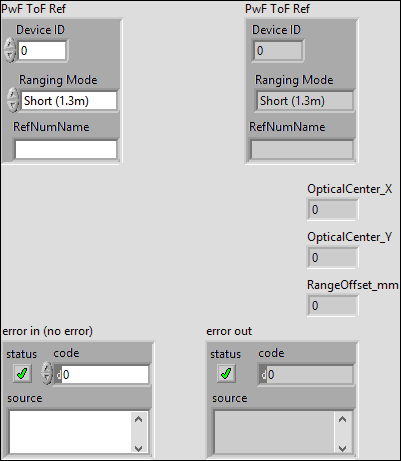 PwF ToF Ref
Device ID
0
Ranging Mode
Short (1.3m)
RefNumName
PwF ToF Ref
Device ID
0
Ranging Mode
Short (1.3m)
RefNumName
OpticalCenter_X
0
OpticalCenter_Y
0
RangeOffset_mm
0
error in (no error)
status code
d0
source
error out
status code
d0
source